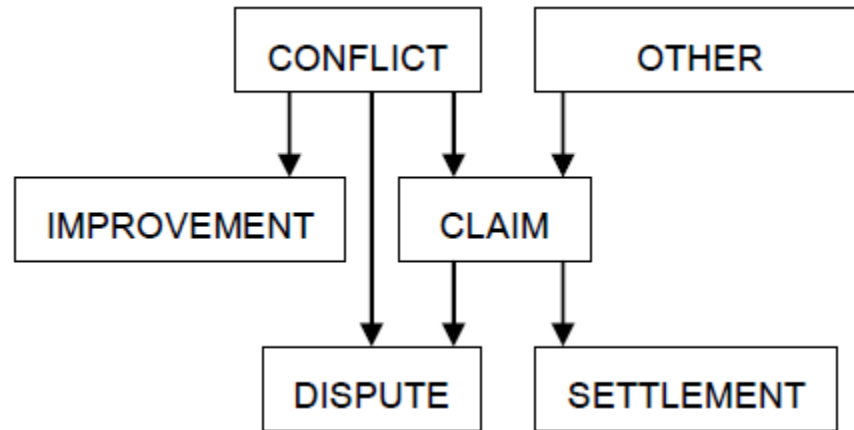 CONFLICT
OTHER
IMPROVEMENT
CLAIM
DISPUTE
SETTLEMENT